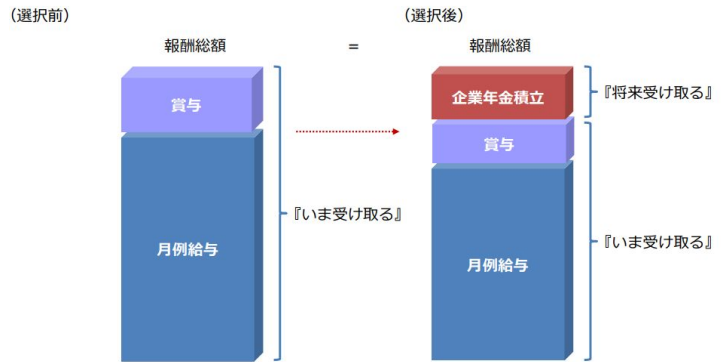 （選択前）
（選択後）
報酬総額
=
報酬総額
賞与
月例給与
『いま受け取る』
企業年金積立
『将来受け取る』
賞与
月例給与
『いま受け取る』